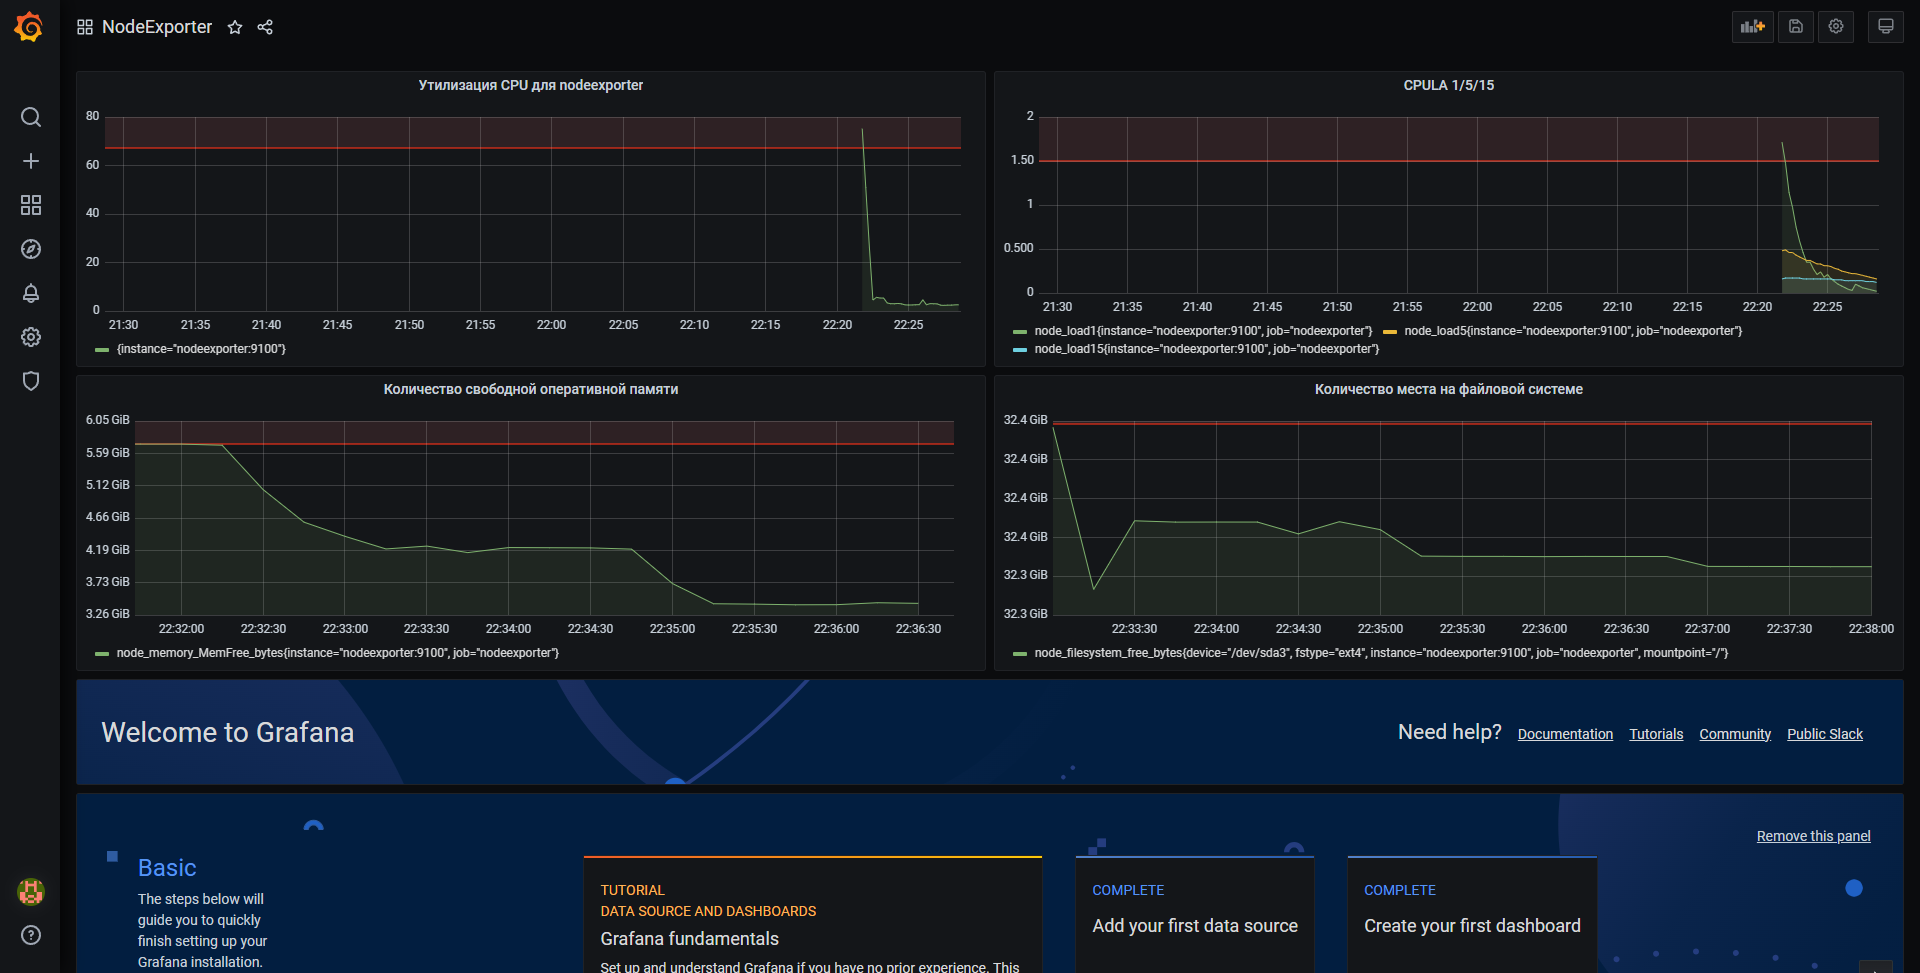 NodeExporter
Утилизация CPU для nodeexporter
80
60
40
20
0
21:30 21:35 21:40 21:45 21:50 21:55 22:00 22:05 22:10 22:15 22:20 22:25
{instance="nodeexporter:9100"}
CPULA 1/5/15
2
1.50
1
0.500
0
21:30 21:35 21:40 21:45 21:50 21:55 22:00 22:05 22:10 22:15 22:20 22:25
node_load1{instance="nodeexporter:9100", job="nodeexporter"} node_load5{instance="nodeexporter:9100", job="nodeexporter"}
node_load15{instance="nodeexporter:9100", job="nodeexporter"}
Количество свободной оперативной памяти
6.05 GiB
5.59 GiB
5.12 GiB
4.66 GiB
4.19 GiB
3.73 GiB
3.26 GiB
22:32:00 22:32:30 22:33:00 22:33:30 22:34:00 22:34:30 22:35:00 22:35:30 22:36:00 22:36:30
node_memory_MemFree_bytes{instance="nodeexporter:9100", job="nodeexporter"}
Количество места на файловой системе
32.4 GiB
32.4 GiB
32.4 GiB
32.4 GiB
32.3 GiB
32.3 GiB
22:33:30 22:34:00 22:34:30 22:35:00 22:35:30 22:36:00 22:36:30 22:37:00 22:37:30 22:38:00
node_filesystem_free_bytes{device="/dev/sda3", fstype="ext4", instance="nodeexporter:9100", job="nodeexporter", mountpoint="/"}
Welcome to Grafana
Need help? Documentation Tutorials Community Public Slack
Remove this panel
Basic
The steps below will
guide you to quickly
finish setting up your
Grafana installation.
TUTORIAL
DATA SOURCE AND DASHBOARDS
Grafana fundamentals
Set up and understand Grafana if you have no prior experience. This
COMPLETE
Add your first data source
COMPLETE
Create your first dashboard